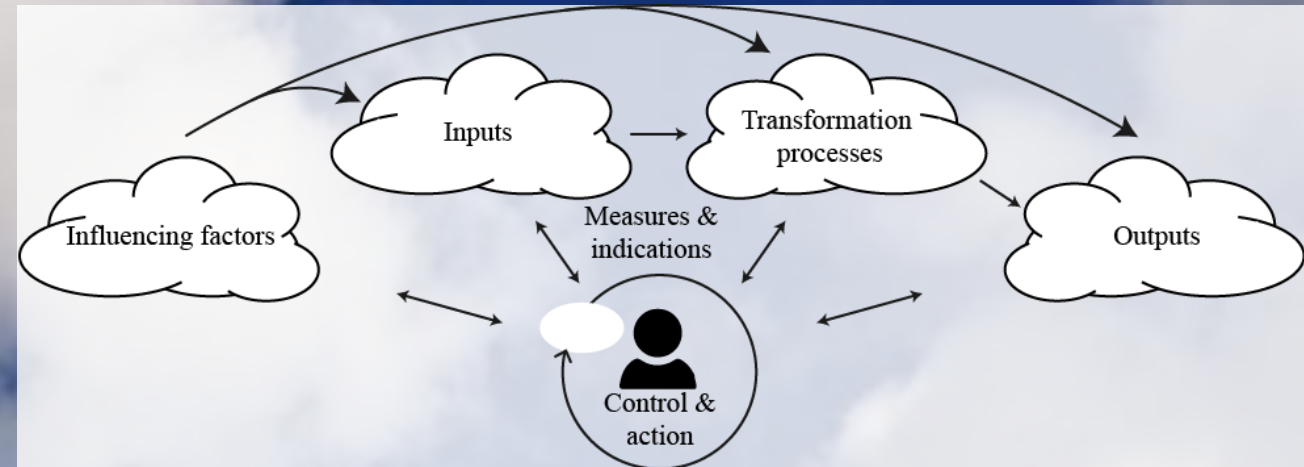 Inputs
Transformation
processes
Influencing factors
Measures &
indications
Outputs
Control &
action